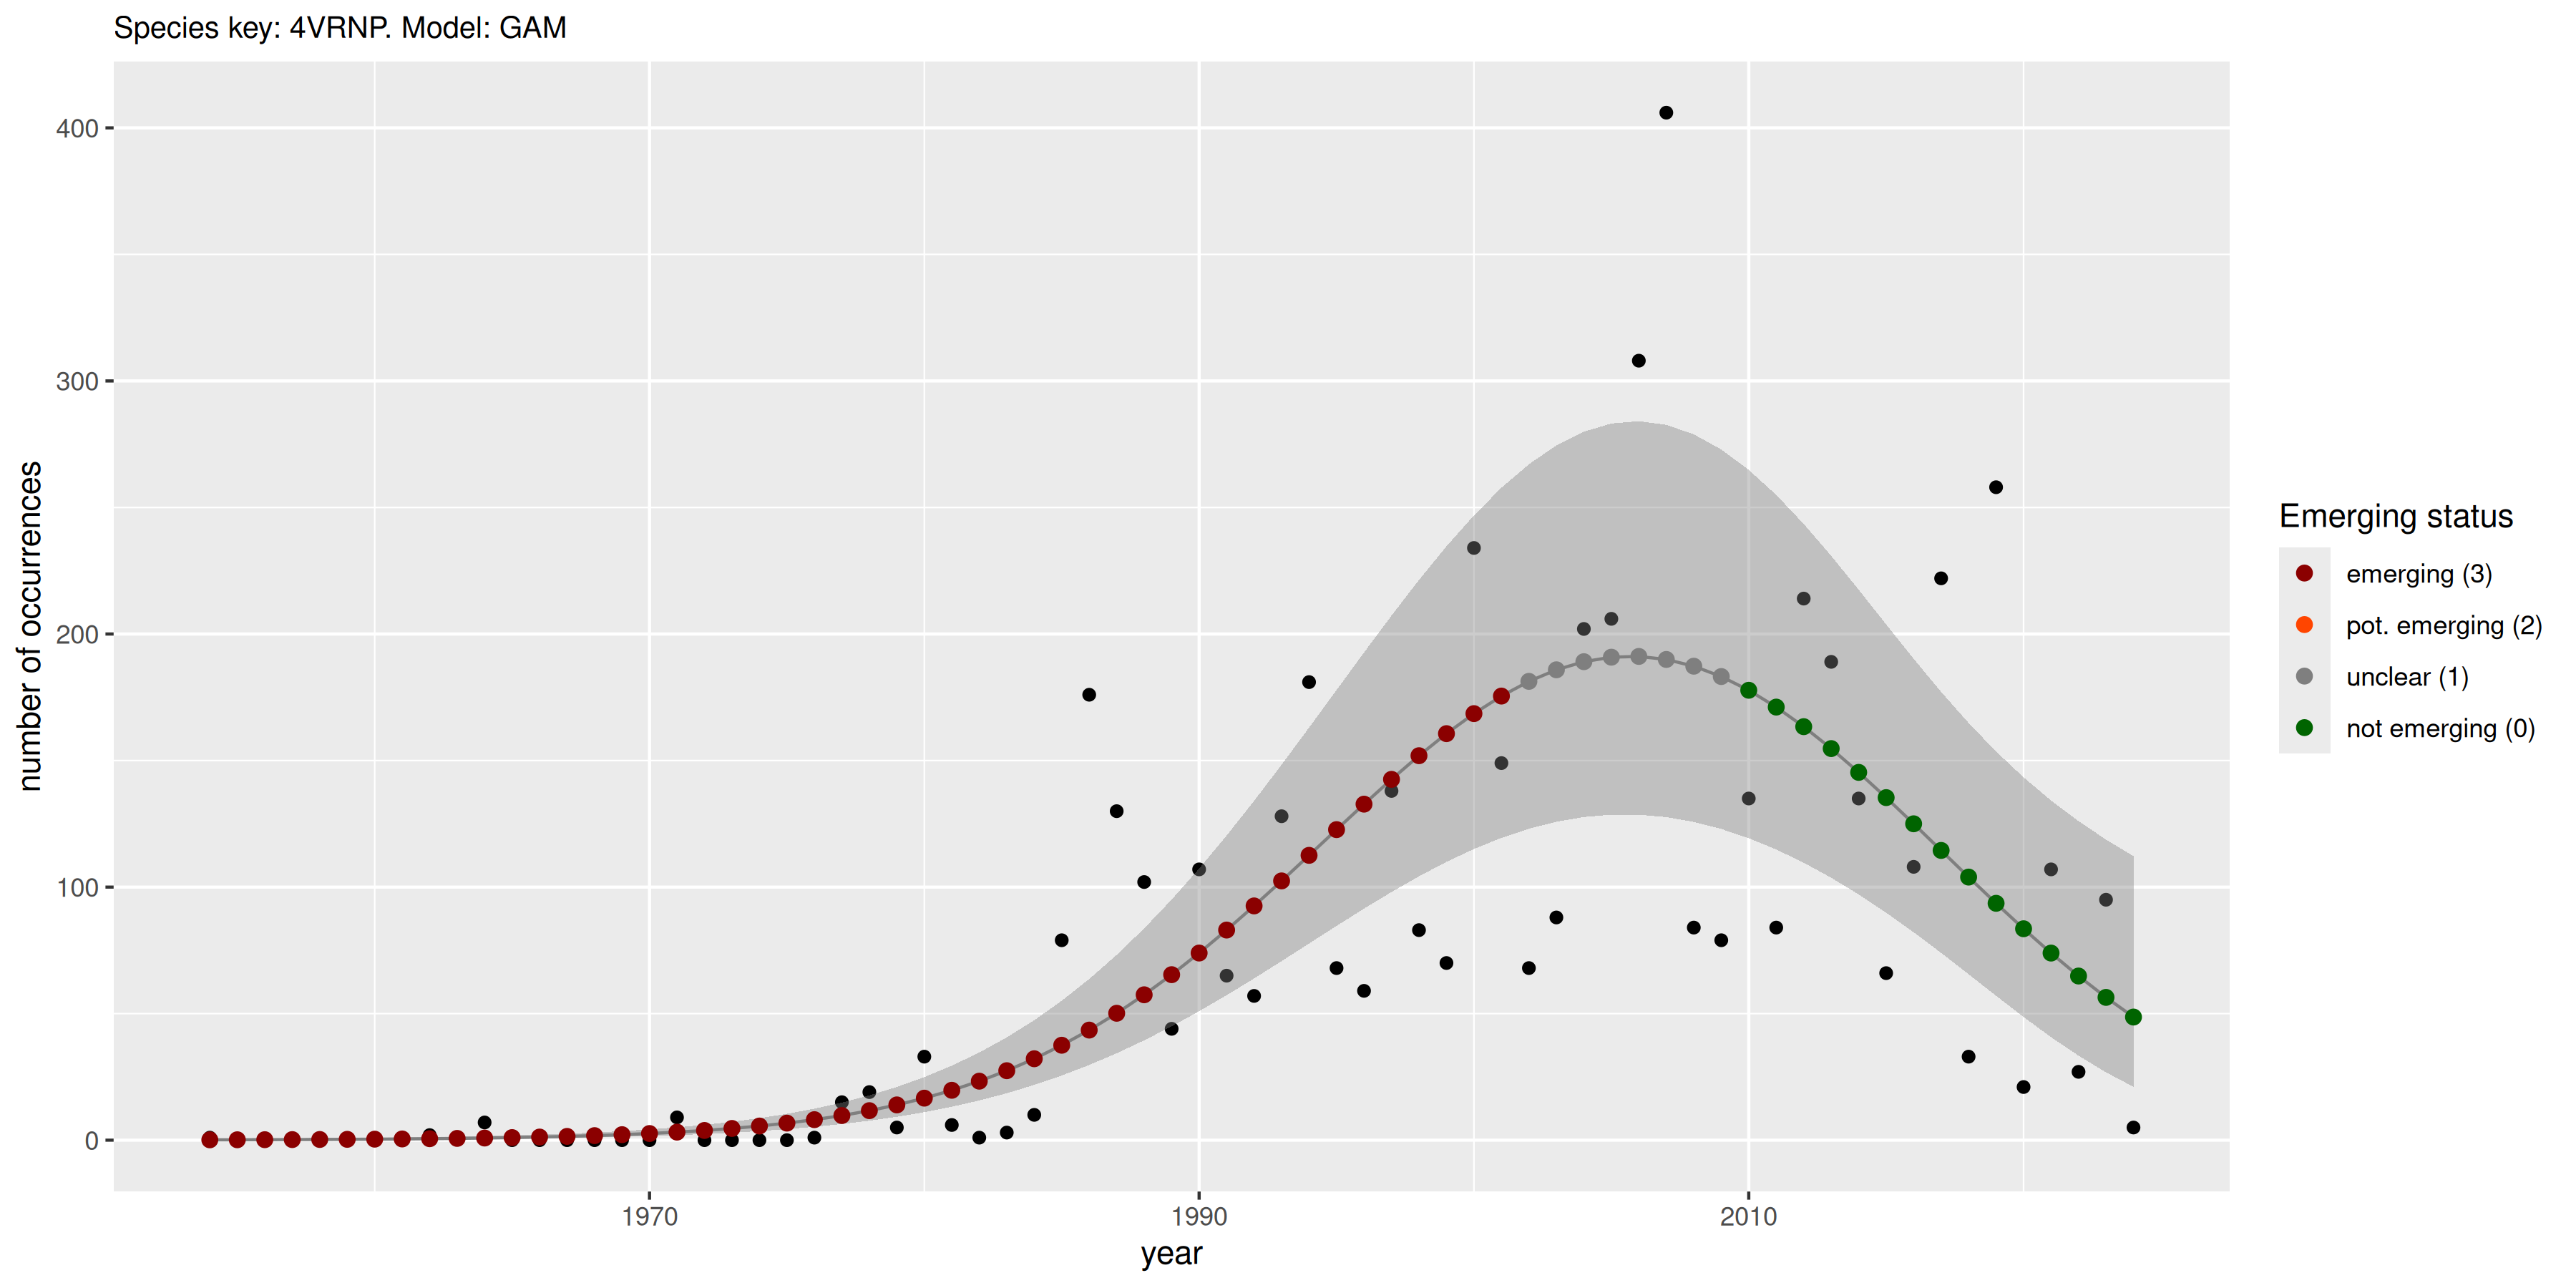 Species key: 4VRNP. Model: GAM
400
300
200
100
0
number of occurrences
1970
1990
2010
year
Emerging status
emerging (3)
pot. emerging (2)
unclear (1)
not emerging (0)